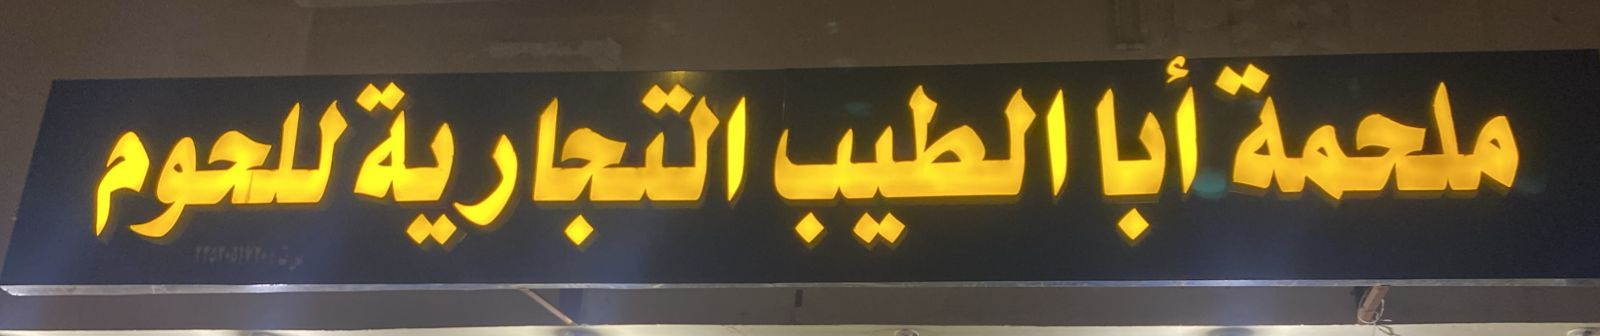 ملحمة أبا الطيب التجارية للحوم